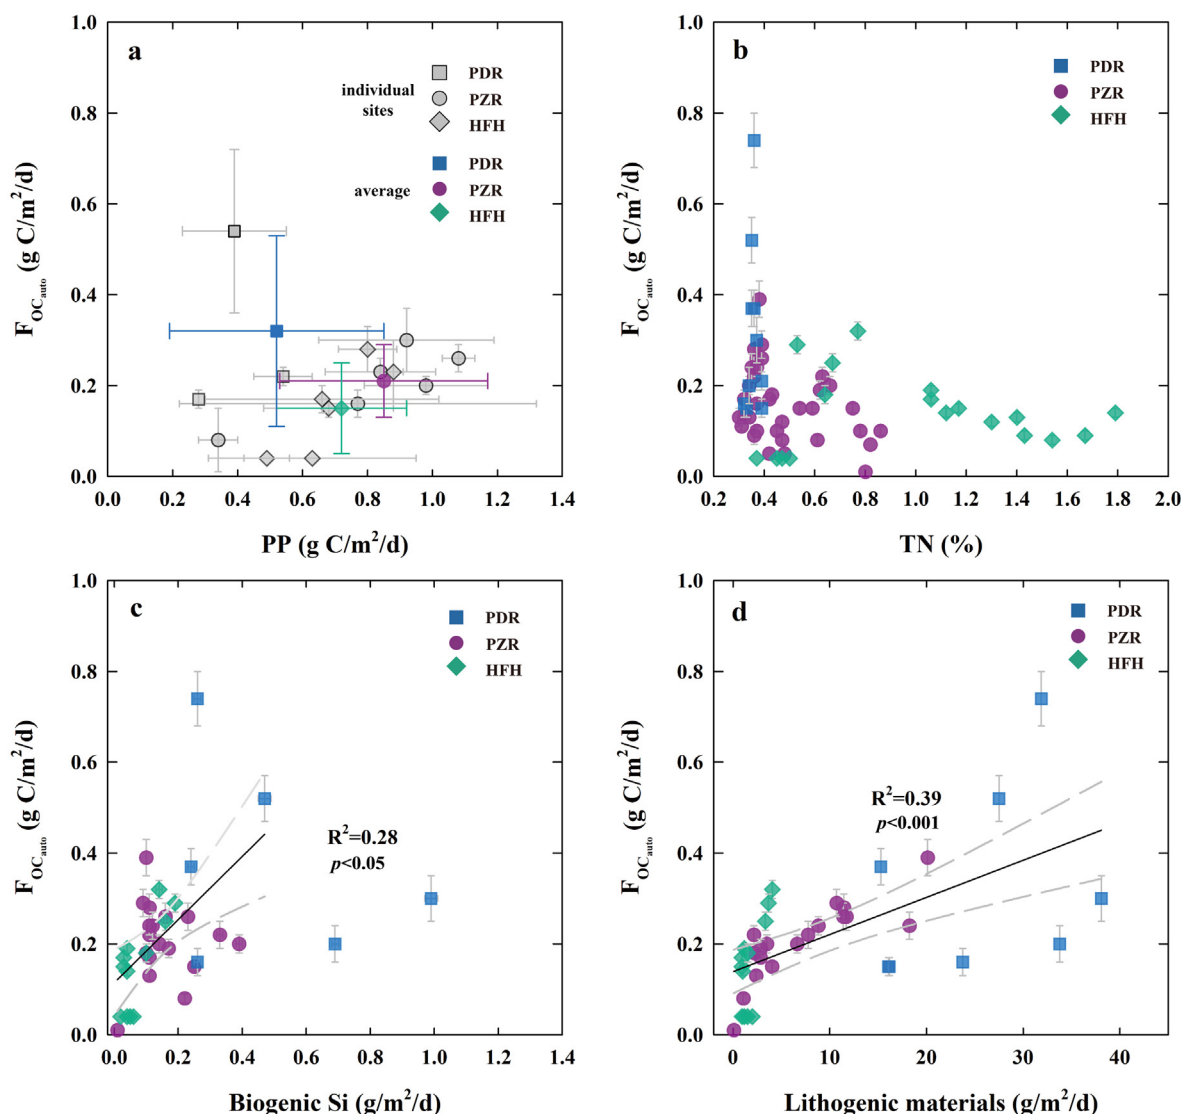 a
individual
sites
PDR
PZR
HFH
average
PDR
PZR
HFH
F_OC_auto (g C/m²/d)
1.0
0.8
0.6
0.4
0.2
0.0
0.0 0.2 0.4 0.6 0.8 1.0 1.2 1.4
PP (g C/m²/d)
b
PDR
PZR
HFH
F_OC_auto (g C/m²/d)
1.0
0.8
0.6
0.4
0.2
0.0
0.2 0.4 0.6 0.8 1.0 1.2 1.4 1.6 1.8 2.0
TN (%)
c
PDR
PZR
HFH
R²=0.28
p<0.05
F_OC_auto (g C/m²/d)
1.0
0.8
0.6
0.4
0.2
0.0
0.0 0.2 0.4 0.6 0.8 1.0 1.2 1.4
Biogenic Si (g/m²/d)
d
PDR
PZR
HFH
R²=0.39
p<0.001
F_OC_auto (g C/m²/d)
1.0
0.8
0.6
0.4
0.2
0.0
0 10 20 30 40
Lithogenic materials (g/m²/d)